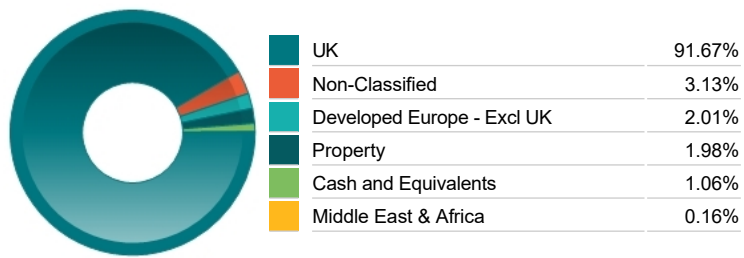 UK 91.67%
Non-Classified 3.13%
Developed Europe - Excl UK 2.01%
Property 1.98%
Cash and Equivalents 1.06%
Middle East & Africa 0.16%